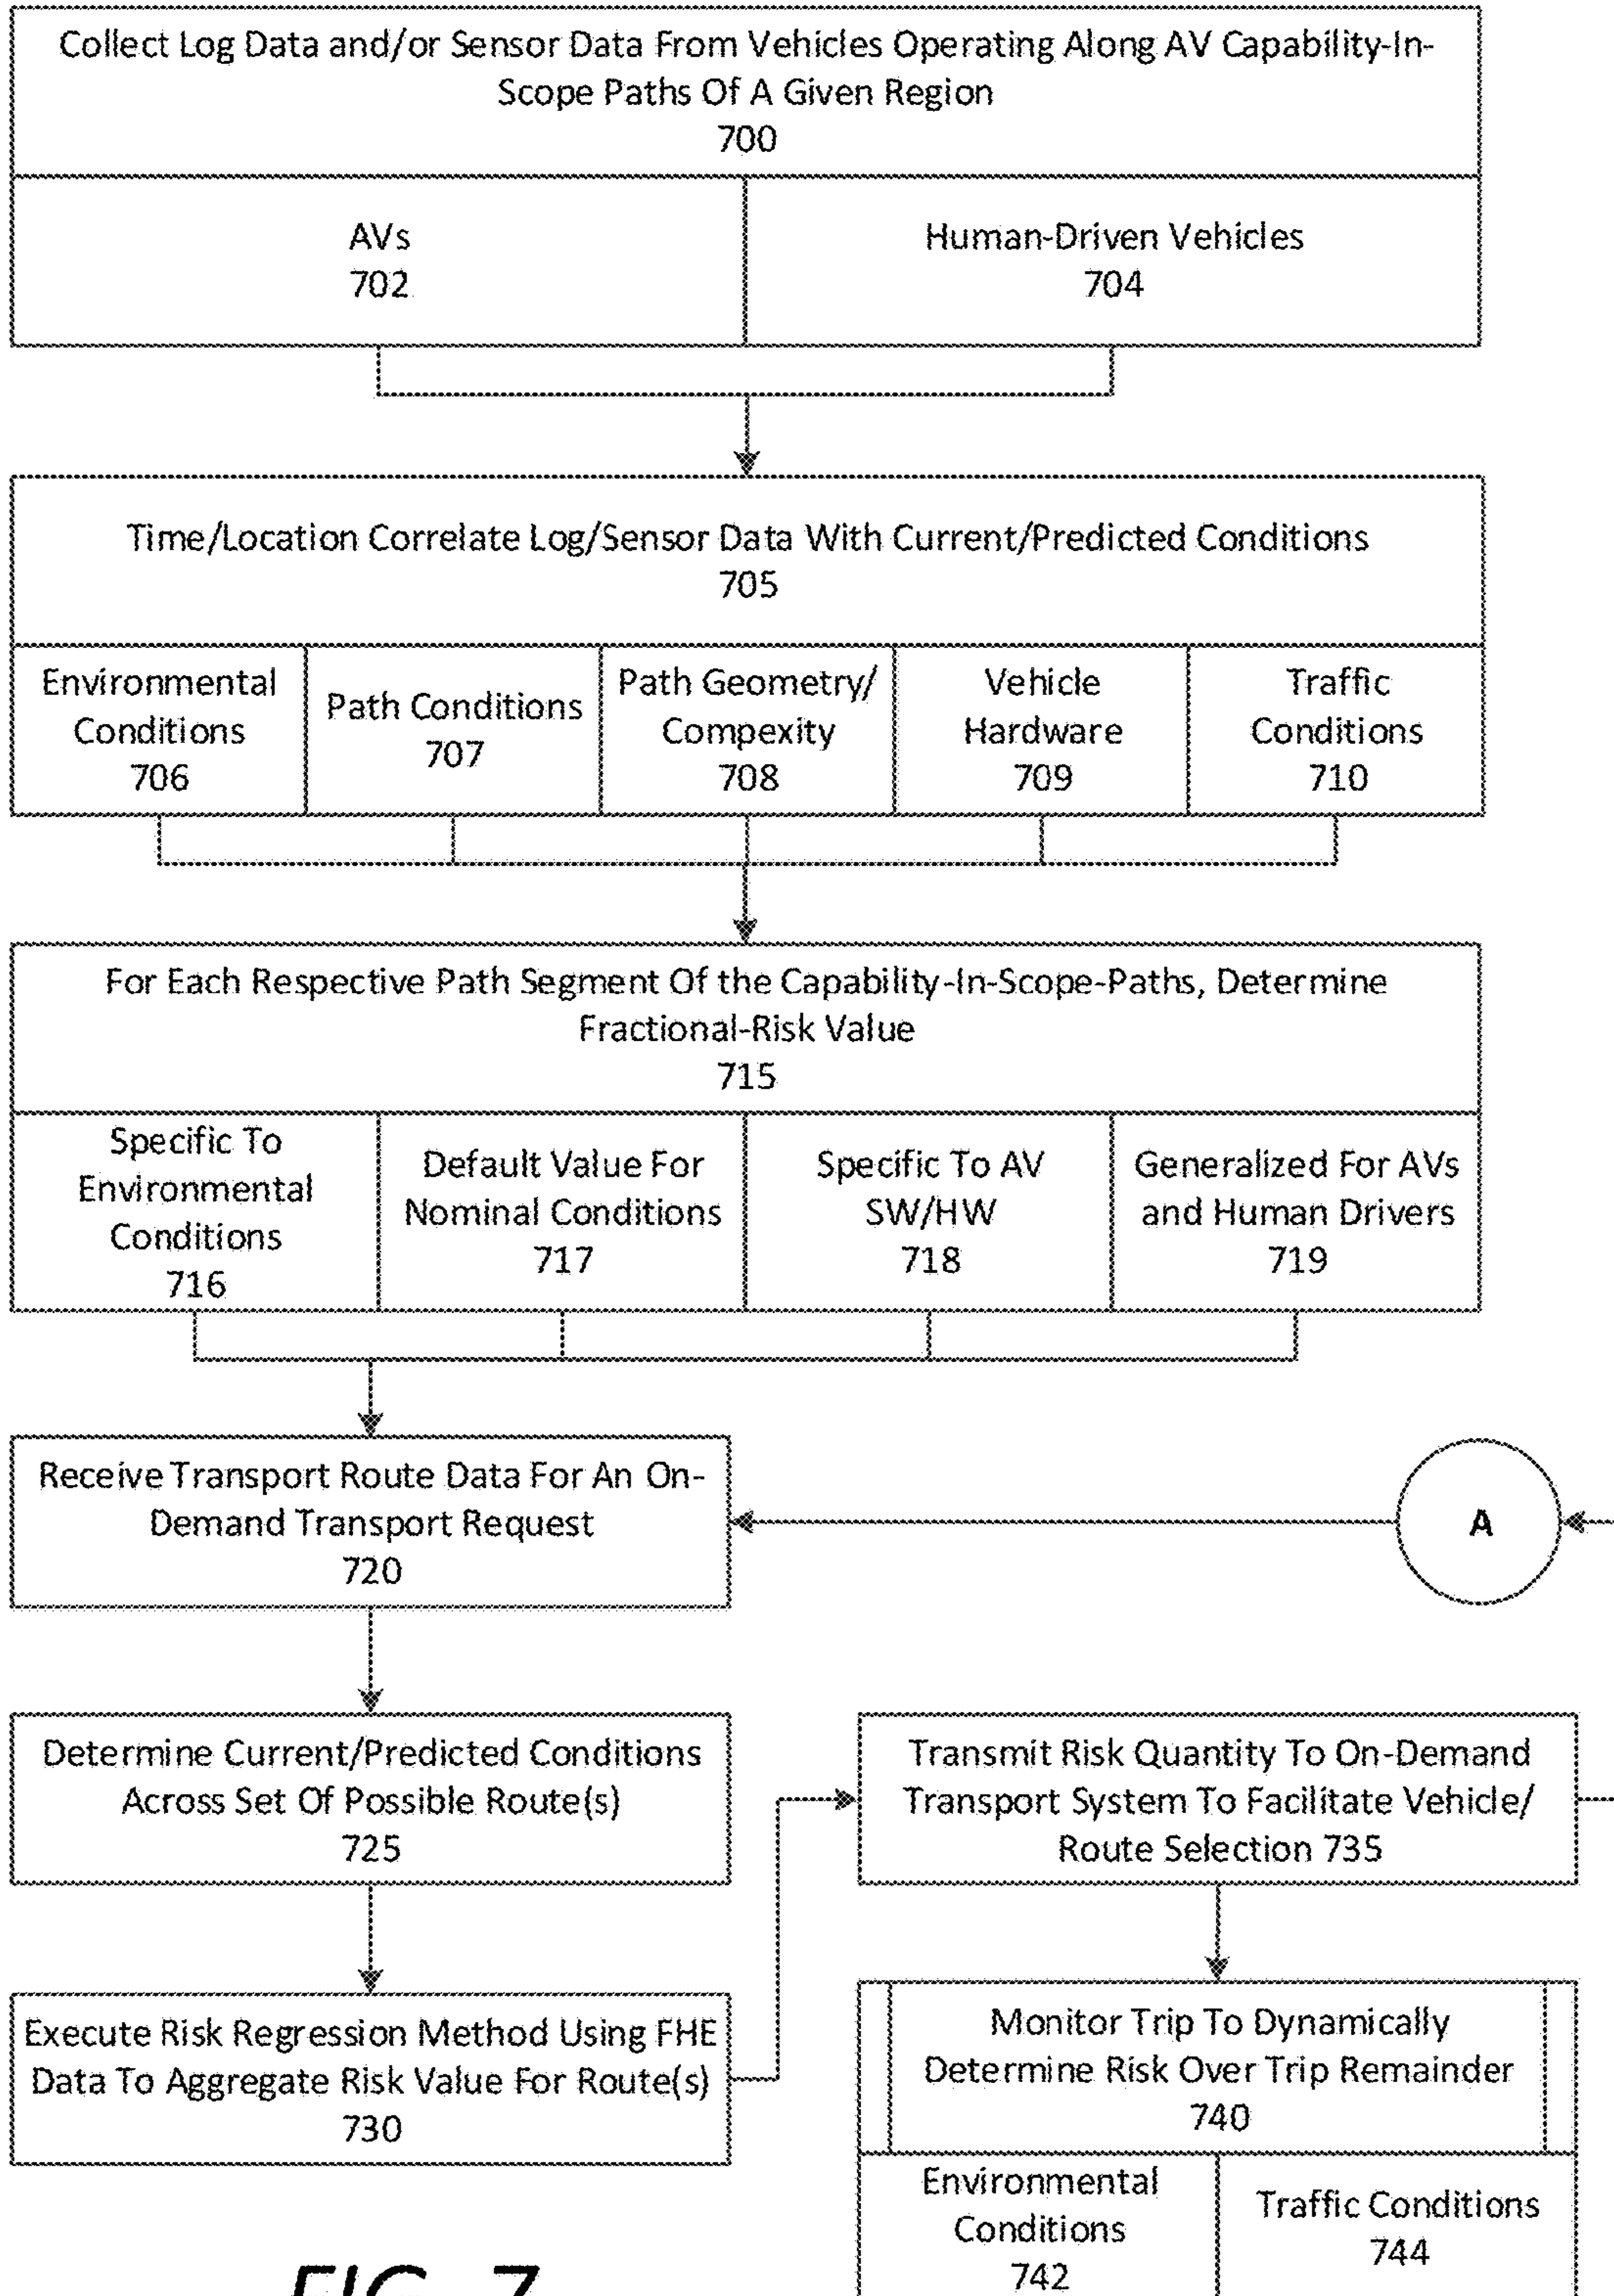 Collect Log Data and/or Sensor Data From Vehicles Operating Along AV Capability-In-
Scope Paths Of A Given Region
700
AVs
702
Human-Driven Vehicles
704
Time/Location Correlate Log/Sensor Data With Current/Predicted Conditions
705
Environmental
Conditions
706
Path Conditions
707
Path Geometry/
Compexity
708
Vehicle
Hardware
709
Traffic
Conditions
710
For Each Respective Path Segment Of the Capability-In-Scope-Paths, Determine
Fractional-Risk Value
715
Specific To
Environmental
Conditions
716
Default Value For
Nominal Conditions
717
Specific To AV
SW/HW
718
Generalized For AVs
and Human Drivers
719
Receive Transport Route Data For An On-
Demand Transport Request
720
A
Determine Current/Predicted Conditions
Across Set Of Possible Route(s)
725
Execute Risk Regression Method Using FHE
Data To Aggregate Risk Value For Route(s)
730
Transmit Risk Quantity To On-Demand
Transport System To Facilitate Vehicle/
Route Selection 735
Monitor Trip To Dynamically
Determine Risk Over Trip Remainder
740
Environmental
Conditions
742
Traffic Conditions
744
FIG. 7